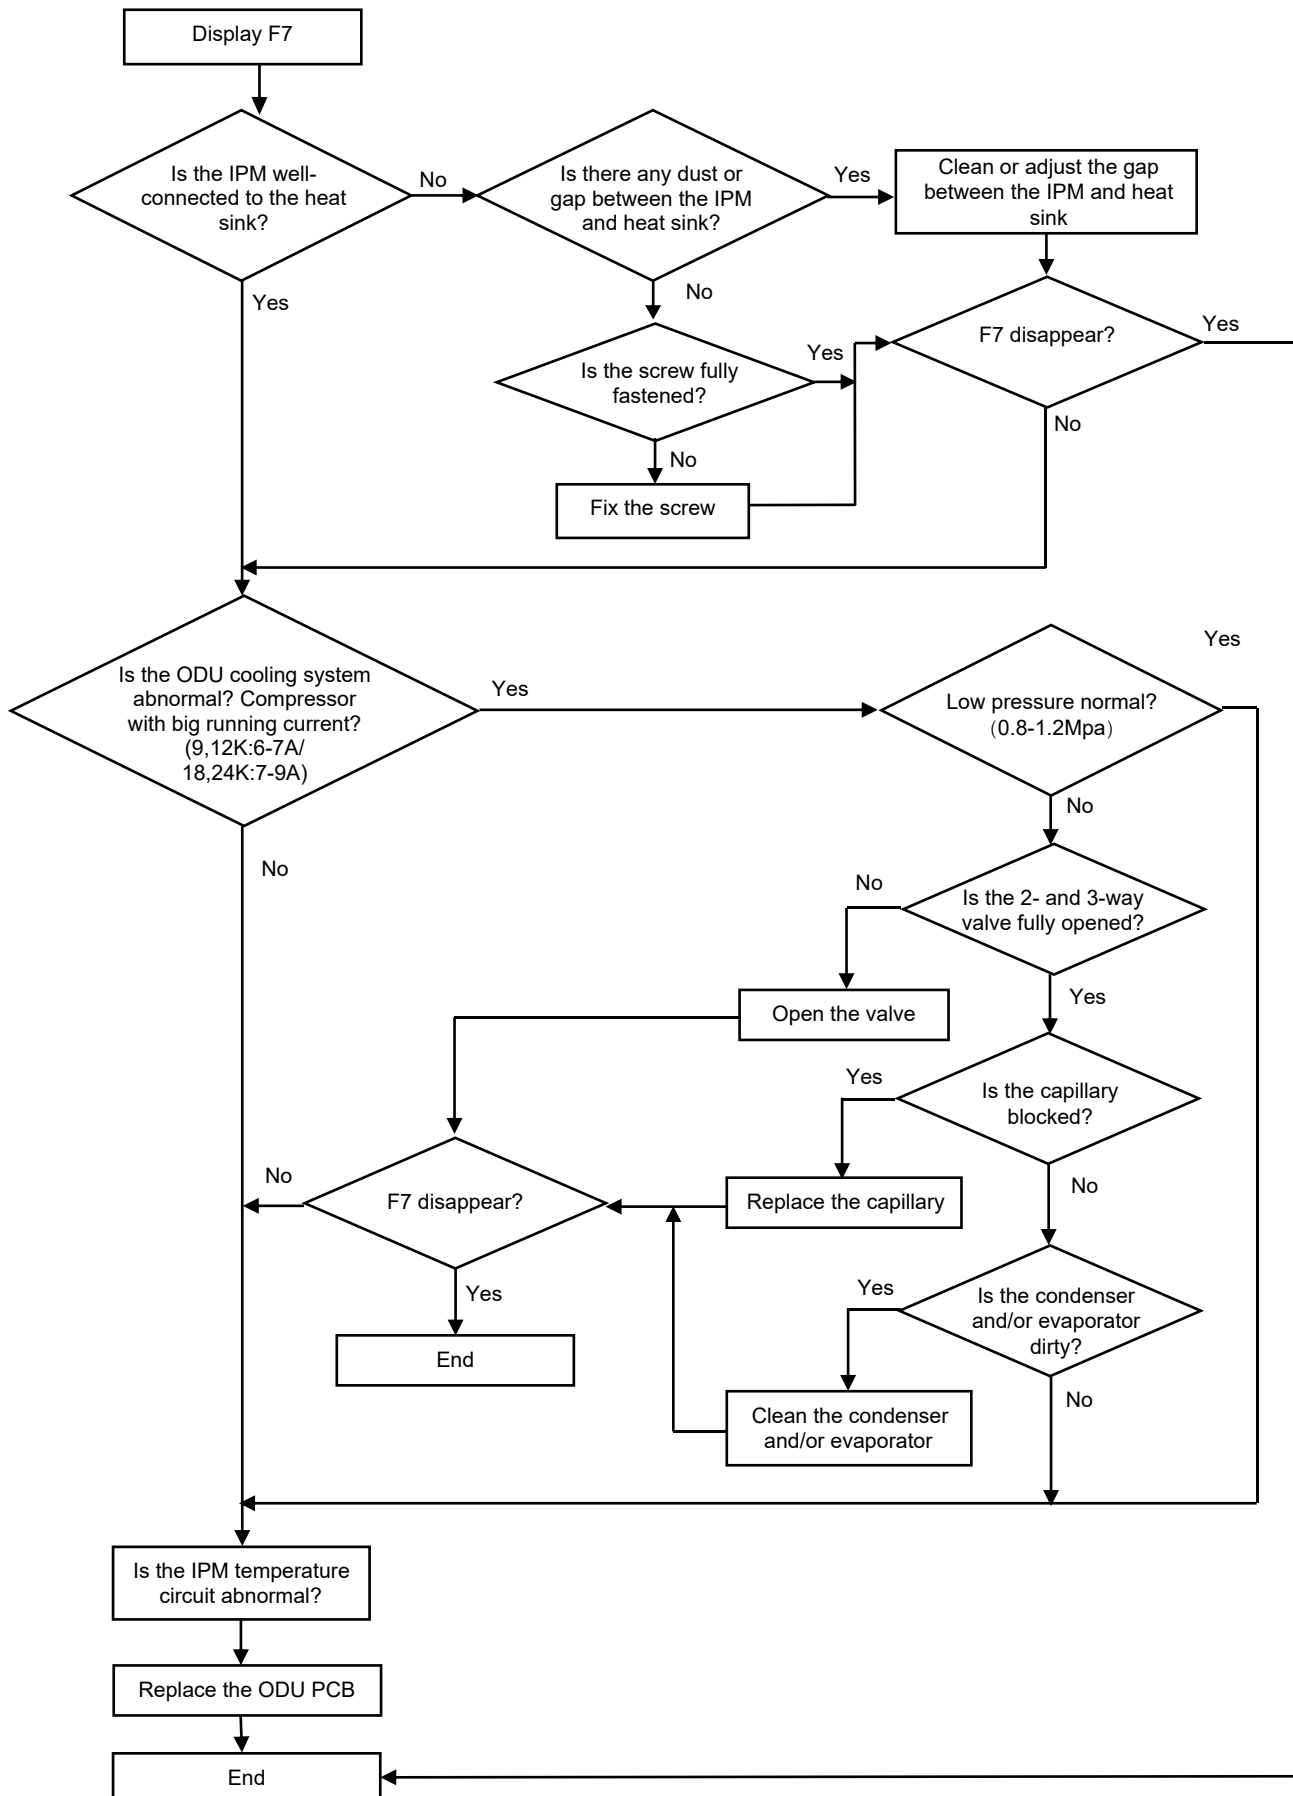 Display F7
Is the IPM well-
connected to the heat
sink?
No
Is there any dust or
gap between the IPM
and heat sink?
Yes
Clean or adjust the gap
between the IPM and heat
sink
Yes
No
F7 disappear?
Yes
Is the screw fully
fastened?
Yes
No
No
Fix the screw
Is the ODU cooling system
abnormal? Compressor
with big running current?
(9,12K:6-7A/
18,24K:7-9A)
Yes
Low pressure normal?
（0.8-1.2Mpa）
Yes
No
No
Is the 2- and 3-way
valve fully opened?
No
Open the valve
Yes
Is the capillary
blocked?
Yes
Replace the capillary
No
F7 disappear?
No
Yes
End
Is the condenser
and/or evaporator
dirty?
Yes
Clean the condenser
and/or evaporator
No
Is the IPM temperature
circuit abnormal?
Replace the ODU PCB
End